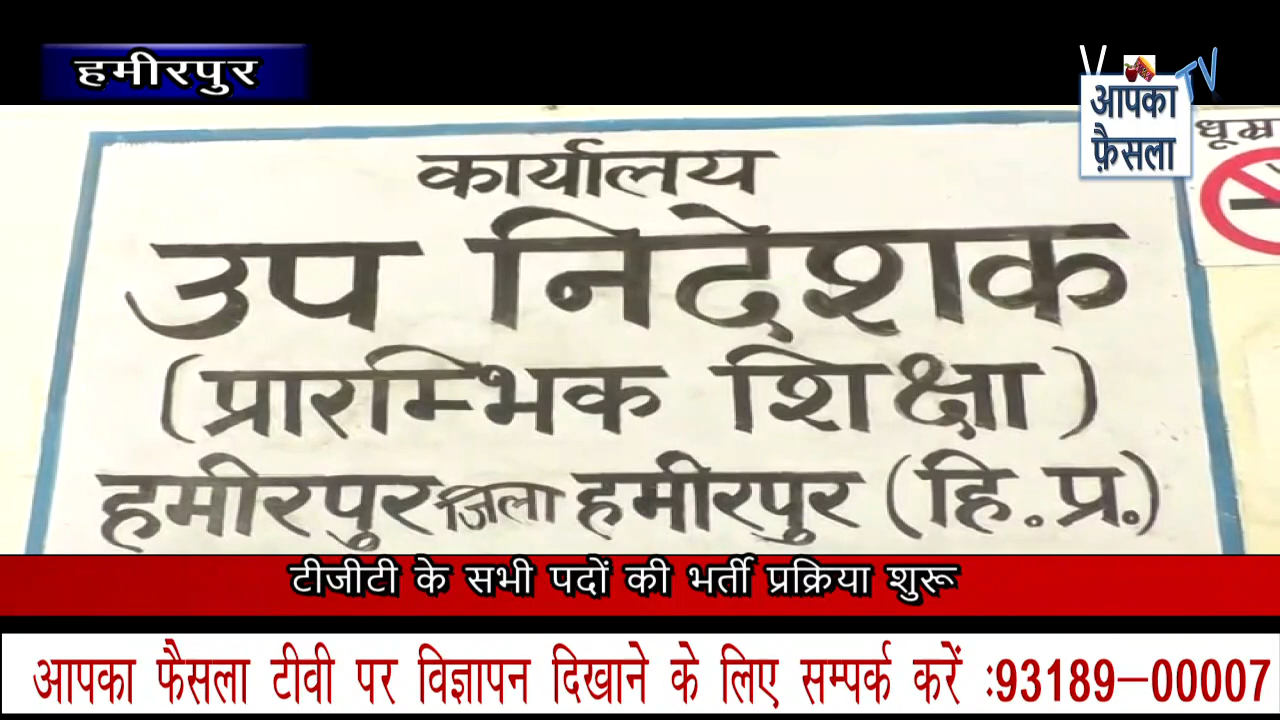 हमीरपुर
V TV
आपका
फ़ैसला
धूम्र
कार्यालय
उप निदेशक
(प्रारम्भिक शिक्षा)
हमीरपुर जिला हमीरपुर (हि.प्र.)
टीजीटी के सभी पदों की भर्ती प्रक्रिया शुरू
आपका फैसला टीवी पर विज्ञापन दिखाने के लिए सम्पर्क करें :93189-00007